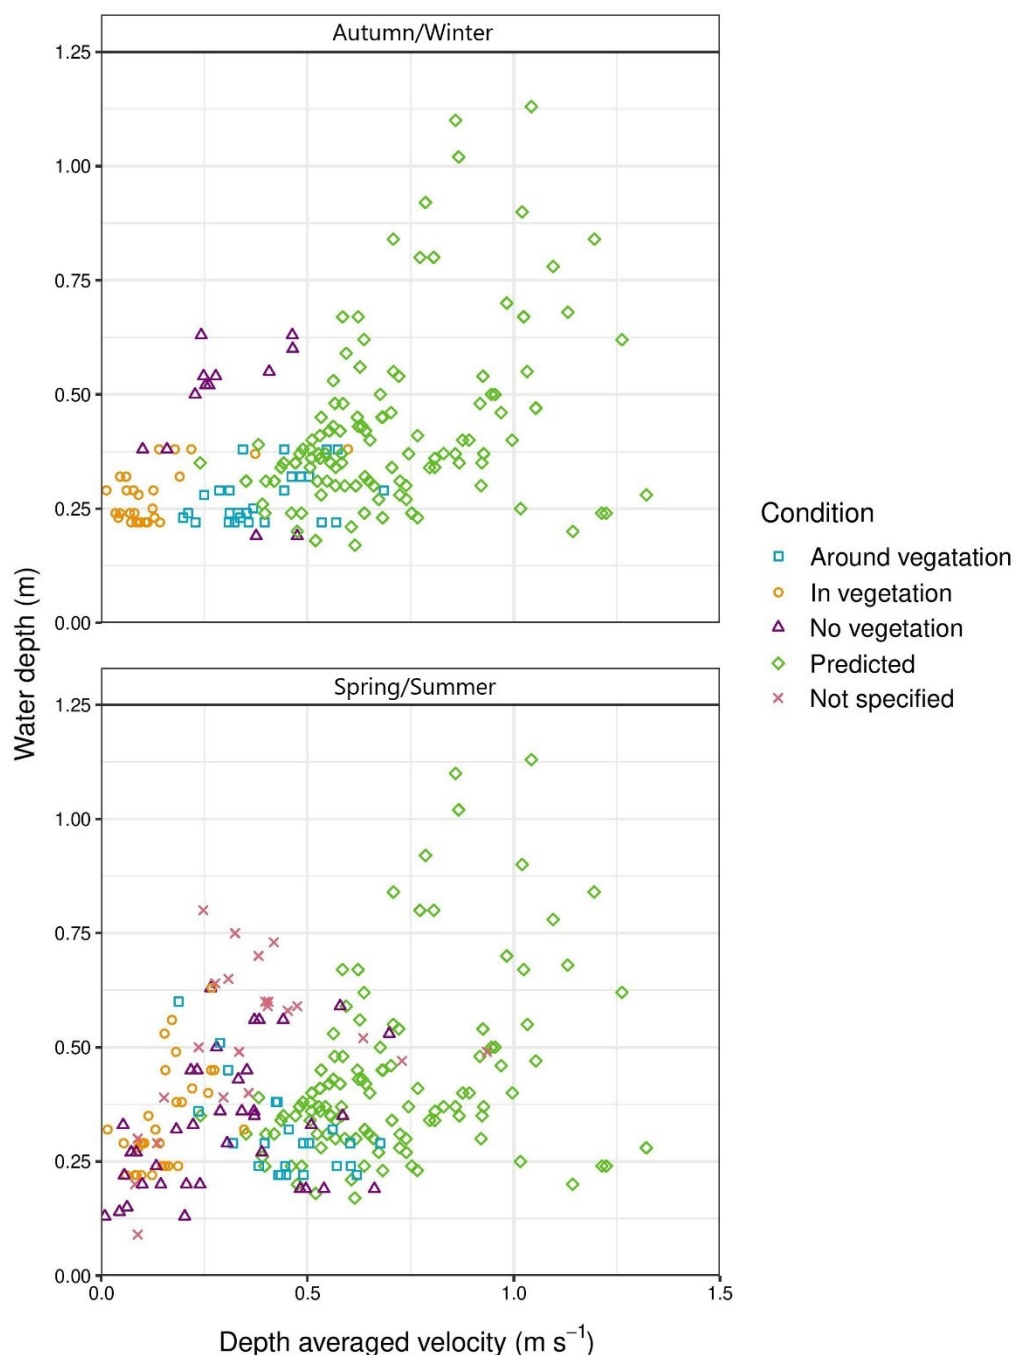 Autumn/Winter
1.25
1.00
0.75
0.50
0.25
0.00
Spring/Summer
1.25
1.00
0.75
0.50
0.25
0.00
0.0 0.5 1.0 1.5
Water depth (m)
Depth averaged velocity (m s⁻¹)
Condition
Around vegatation
In vegetation
No vegetation
Predicted
Not specified